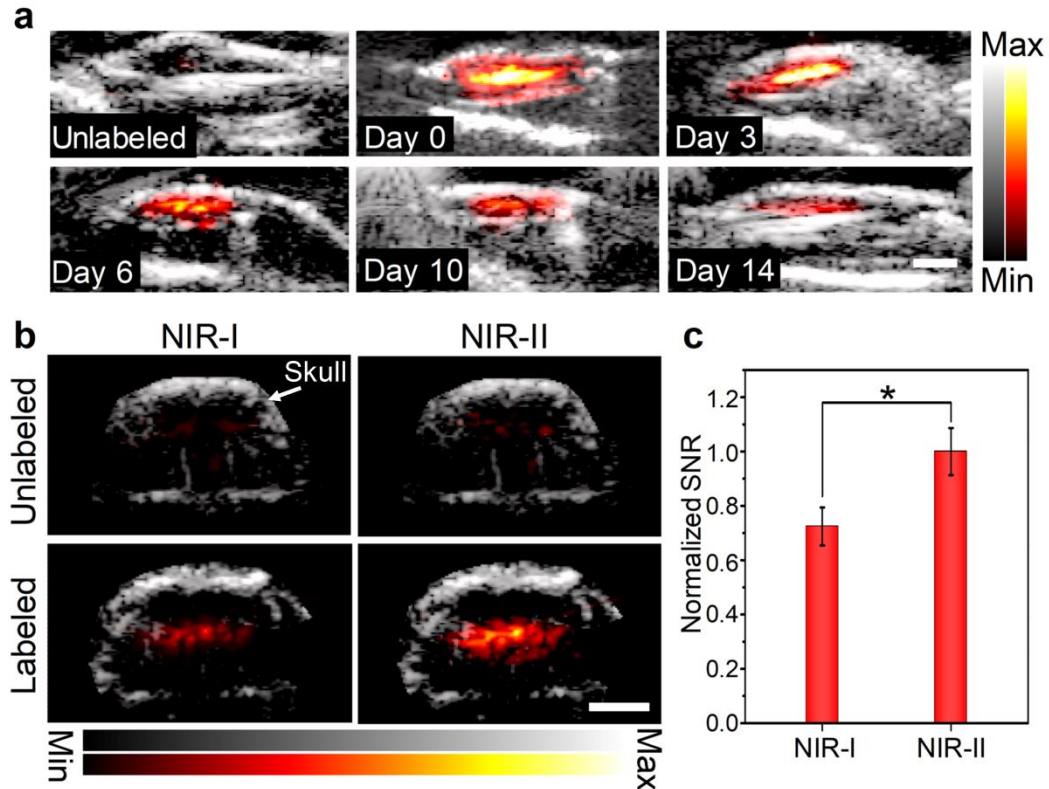 a
Unlabeled
Day 0
Day 3
Max
Day 6
Day 10
Day 14
Min
b
NIR-I
NIR-II
Unlabeled
Skull
Labeled
Min
Max
c
*
Normalized SNR
1.2
1.0
0.8
0.6
0.4
0.2
0.0
NIR-I
NIR-II